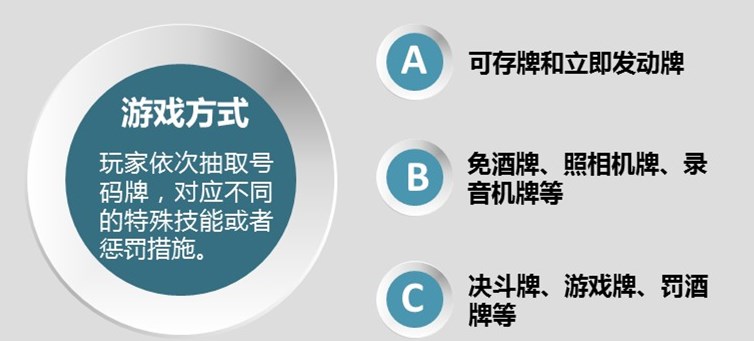 游戏方式
玩家依次抽取号
码牌，对应不同
的特殊技能或者
惩罚措施。
A
可存牌和立即发动牌
B
免酒牌、照相机牌、录
音机牌等
C
决斗牌、游戏牌、罚酒
牌等